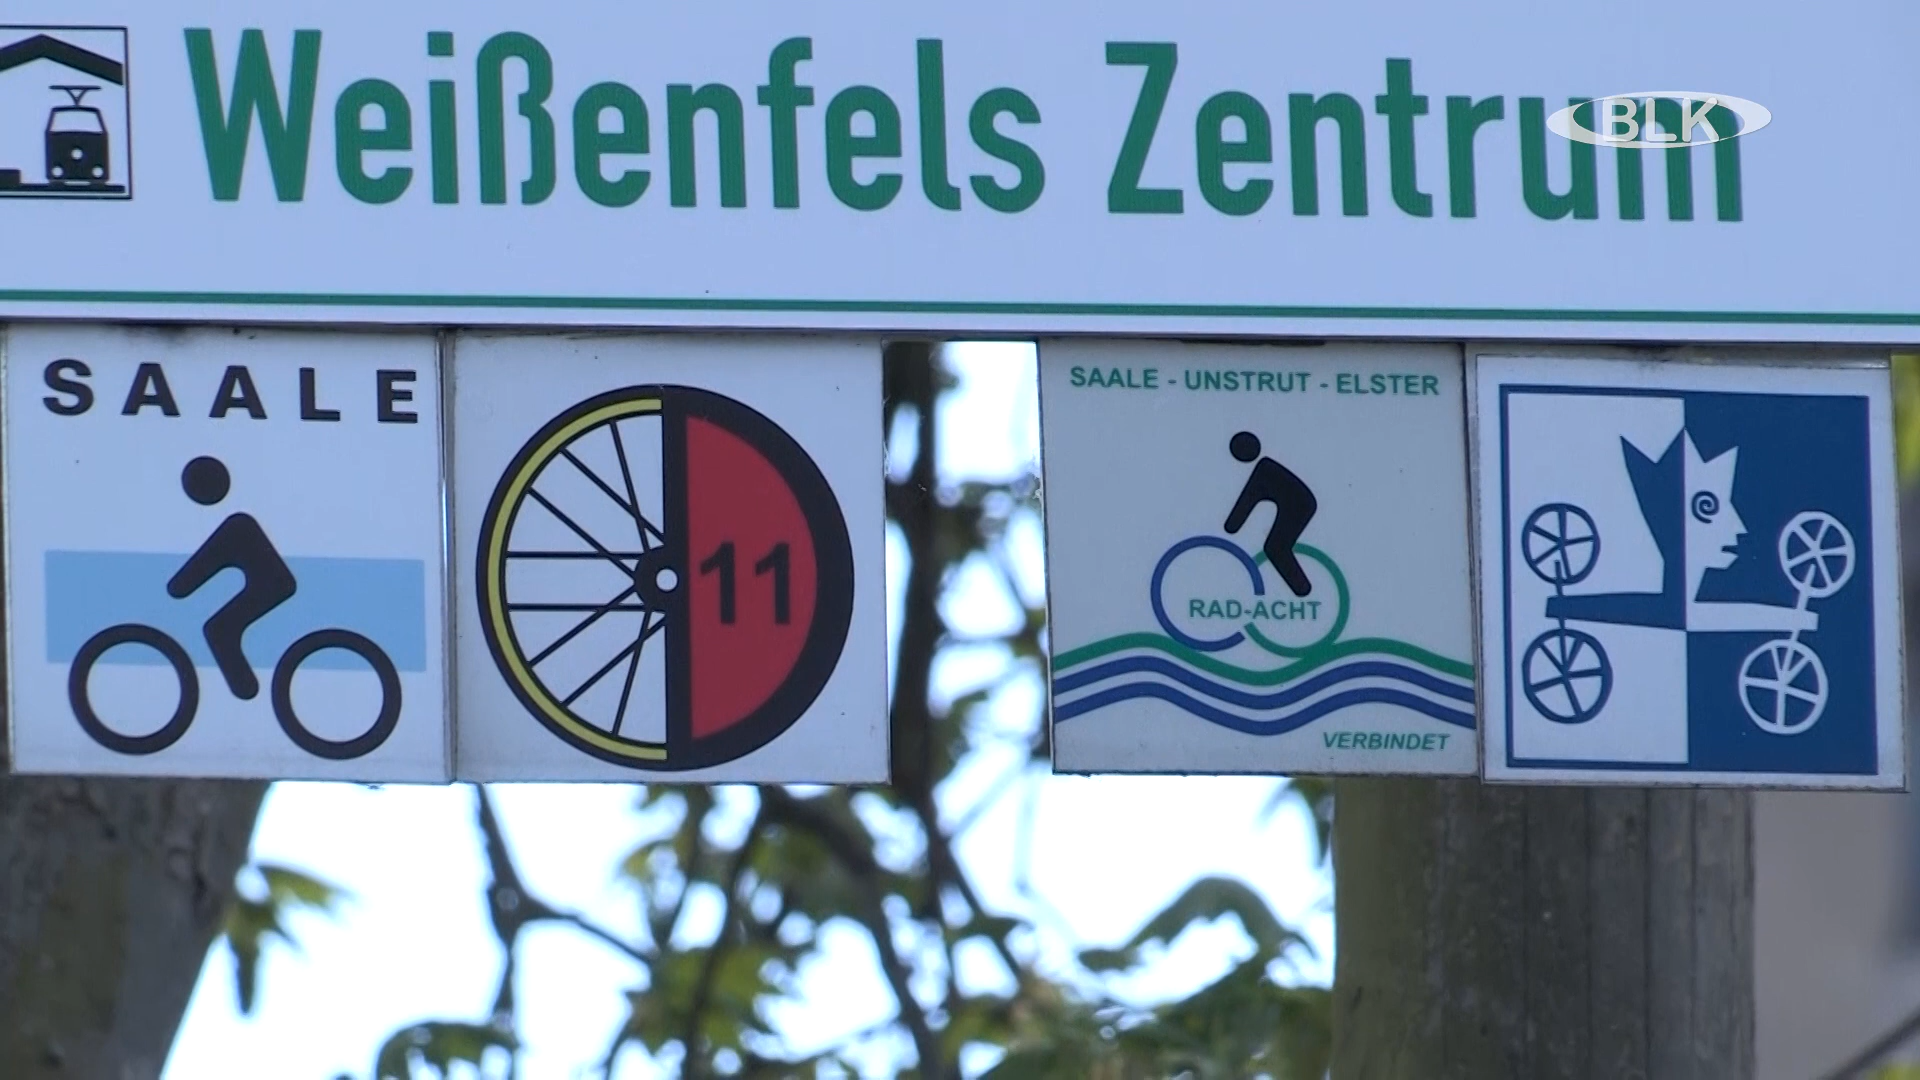 Weißenfels Zentrum
BLK
SAALE
11
SAALE - UNSTRUT - ELSTER
RAD-ACHT
VERBINDET